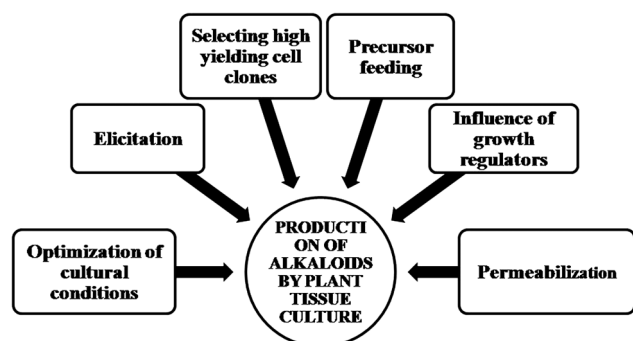 Selecting high
yielding cell
clones
Precursor
feeding
Elicitation
Influence of
growth
regulators
Optimization of
cultural
conditions
PRODUCTI
ON OF
ALKALOIDS
BY PLANT
TISSUE
CULTURE
Permeabilization